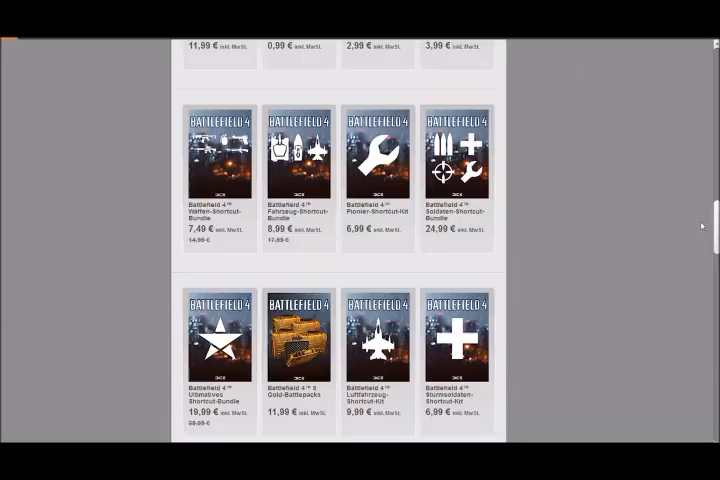 11,99 € inkl. MwSt.
0,99 € inkl. MwSt.
2,99 € inkl. MwSt.
3,99 € inkl. MwSt.
BATTLEFIELD 4
BATTLEFIELD 4
BATTLEFIELD 4
BATTLEFIELD 4
Battlefield 4™
Waffen-Shortcut-
Bundle
7,49 € inkl. MwSt.
14,99 €
Battlefield 4™
Fahrzeug-Shortcut-
Bundle
8,99 € inkl. MwSt.
17,99 €
Battlefield 4™
Pionier-Shortcut-Kit
6,99 € inkl. MwSt.
Battlefield 4™
Soldaten-Shortcut-
Bundle
24,99 € inkl. MwSt.
BATTLEFIELD 4
BATTLEFIELD 4
BATTLEFIELD 4
BATTLEFIELD 4
Battlefield 4™
Ultimatives
Shortcut-Bundle
19,99 € inkl. MwSt.
Battlefield 4™ 5
Gold-Battlepacks
11,99 € inkl. MwSt.
Battlefield 4™
Luftfahrzeug-
Shortcut-Kit
9,99 € inkl. MwSt.
Battlefield 4™
Sturmsoldaten-
Shortcut-Kit
6,99 € inkl. MwSt.